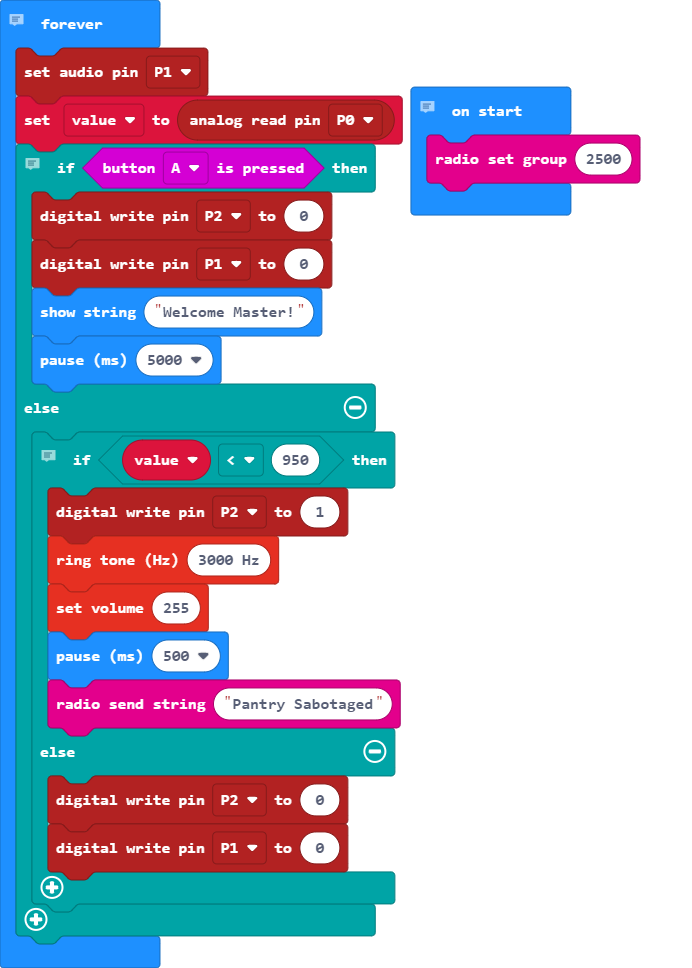 forever
set audio pin P1
set value to analog read pin P0
if button A is pressed then
digital write pin P2 to 0
digital write pin P1 to 0
show string "Welcome Master!"
pause (ms) 5000
else
if value < 950 then
digital write pin P2 to 1
ring tone (Hz) 3000 Hz
set volume 255
pause (ms) 500
radio send string "Pantry Sabotaged"
else
digital write pin P2 to 0
digital write pin P1 to 0
on start
radio set group 2500